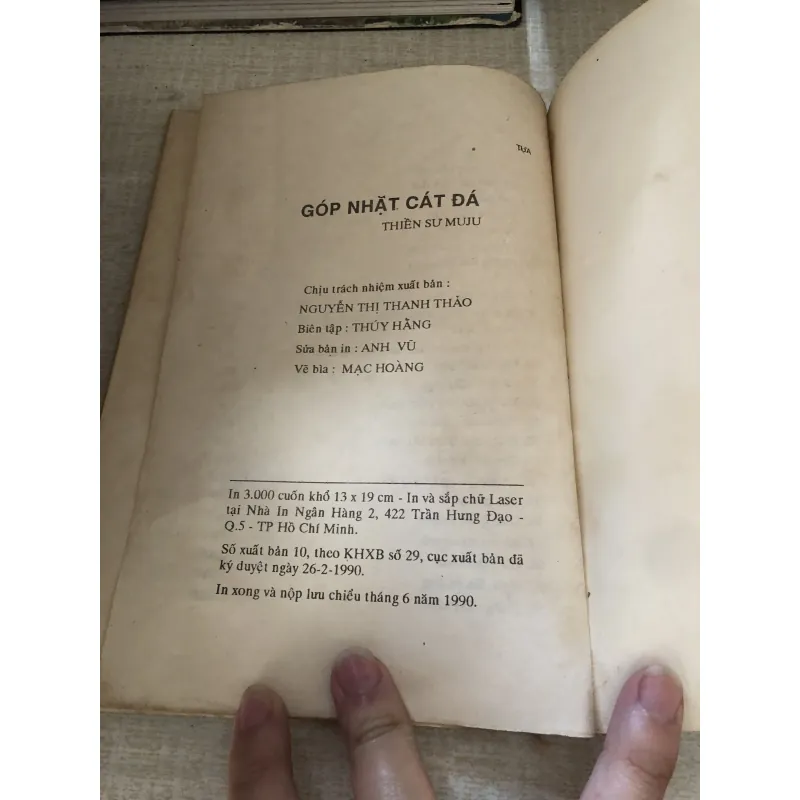 TỰA
GÓP NHẶT CÁT ĐÁ
THIỀN SƯ MUJU
Chịu trách nhiệm xuất bản :
NGUYỄN THỊ THANH THẢO
Biên tập : THÚY HẰNG
Sửa bản in : ANH VŨ
Vẽ bìa : MẠC HOÀNG
In 3.000 cuốn khổ 13 x 19 cm - In và sắp chữ Laser
tại Nhà In Ngân Hàng 2, 422 Trần Hưng Đạo -
Q.5 - TP Hồ Chí Minh.
Số xuất bản 10, theo KHXB số 29, cục xuất bản đã
ký duyệt ngày 26-2-1990.
In xong và nộp lưu chiểu tháng 6 năm 1990.